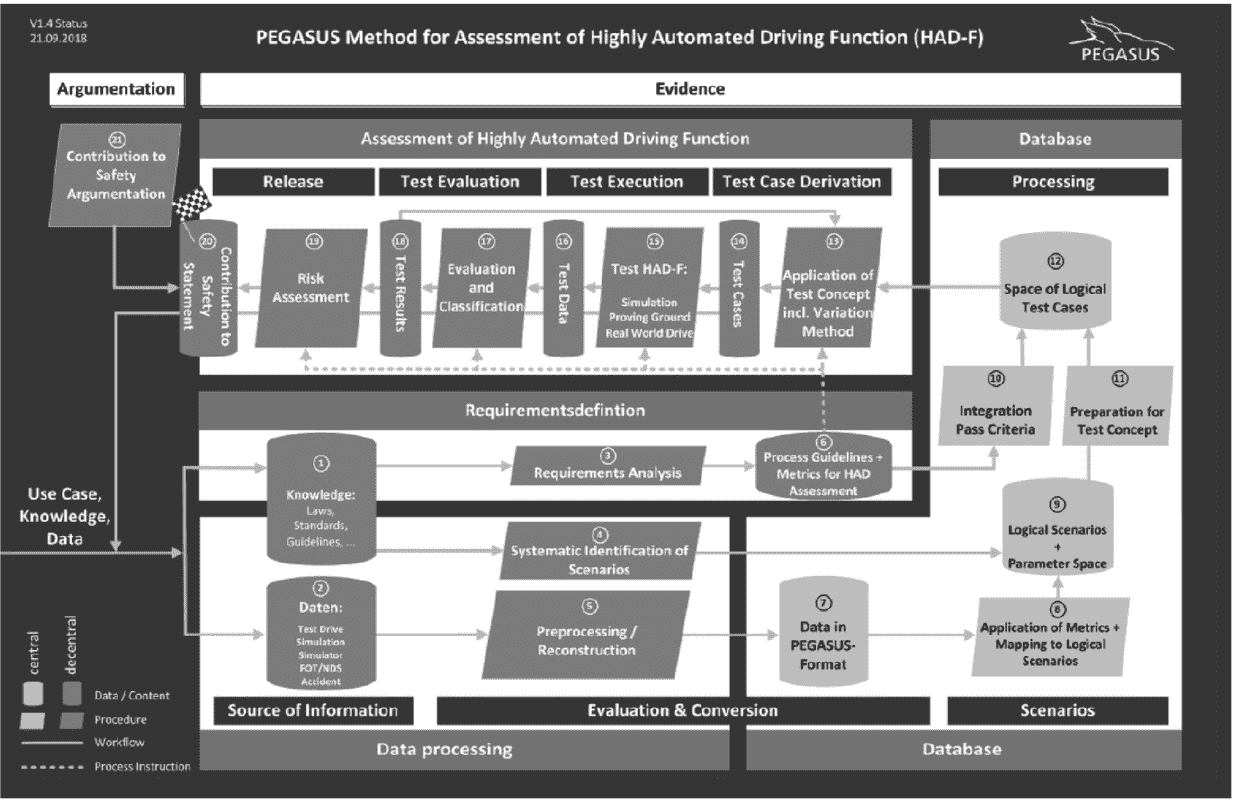 V1.4 Status
21.09.2018
PEGASUS Method for Assessment of Highly Automated Driving Function (HAD-F)
PEGASUS
Argumentation
Evidence
21
Contribution to
Safety
Argumentation
Assessment of Highly Automated Driving Function
Database
Release
Test Evaluation
Test Execution
Test Case Derivation
Processing
20
Contribution to
Safety
Statement
19
Risk
Assessment
18
Test Results
17
Evaluation
and
Classification
16
Test Data
15
Test HAD-F:
Simulation
Proving Ground
Real World Drive
14
Test Cases
13
Application of
Test Concept
incl. Variation
Method
12
Space of Logical
Test Cases
10
Integration
Pass Criteria
11
Preparation for
Test Concept
Requirementsdefintion
1
Knowledge:
Laws,
Standards,
Guidelines, ...
3
Requirements Analysis
6
Process Guidelines +
Metrics for HAD
Assessment
Use Case,
Knowledge,
Data
4
Systematic Identification of
Scenarios
9
Logical Scenarios
+
Parameter Space
2
Daten:
Test Drive
Simulation
Simulator
FOT/NDS
Accident
5
Preprocessing /
Reconstruction
7
Data in
PEGASUS-
Format
8
Application of Metrics +
Mapping to Logical
Scenarios
central
decentral
Data / Content
Procedure
Workflow
Process Instruction
Source of Information
Evaluation & Conversion
Scenarios
Data processing
Database